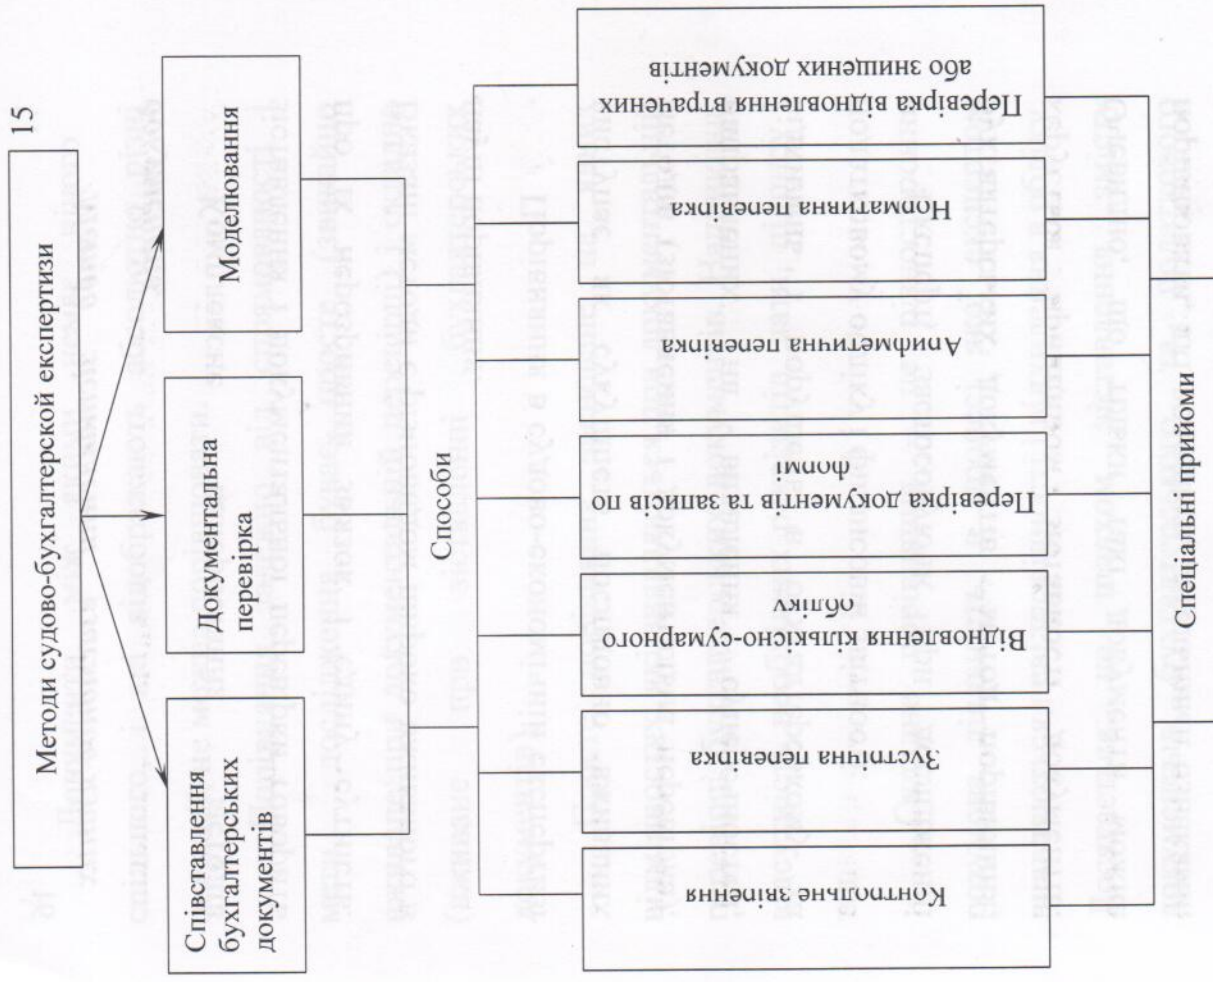 15
Методи судово-бухгалтерской експертизи
Співставлення
бухгалтерських
документів
Документальна
перевірка
Моделювання
Способи
Контрольне звірення
Зустрічна перевірка
Відновлення кількісно-сумарного
обліку
Перевірка документів та записів по
формі
Арифметична перевірка
Нормативна перевірка
Перевірка відновлення втрачених
або знищених документів
Спеціальні прийоми